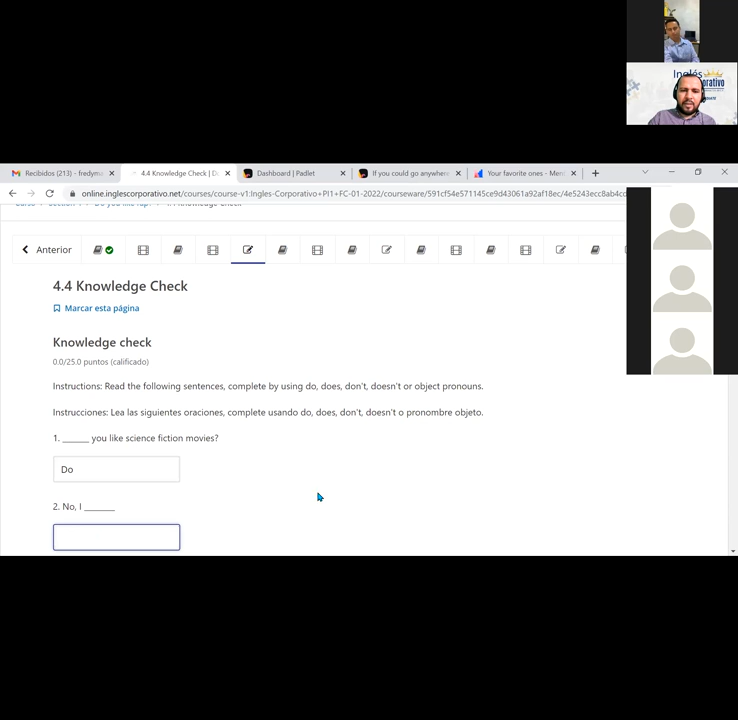 Inglés
orporativo
Recibidos (213) - fredyma
4.4 Knowledge Check | D
Dashboard | Padlet
If you could go anywhere
Your favorite ones - Men
online.inglescorporativo.net/courses/course-v1:Ingles-Corporativo+PI1+FC-01-2022/courseware/591cf54e571145ce9d43061a92af18ec/4e5243ecc8ab4cd
Anterior
4.4 Knowledge Check
Marcar esta página
Knowledge check
0.0/25.0 puntos (calificado)
Instructions: Read the following sentences, complete by using do, does, don't, doesn't or object pronouns.
Instrucciones: Lea las siguientes oraciones, complete usando do, does, don't, doesn't o pronombre objeto.
1. ______ you like science fiction movies?
Do
2. No, I _______